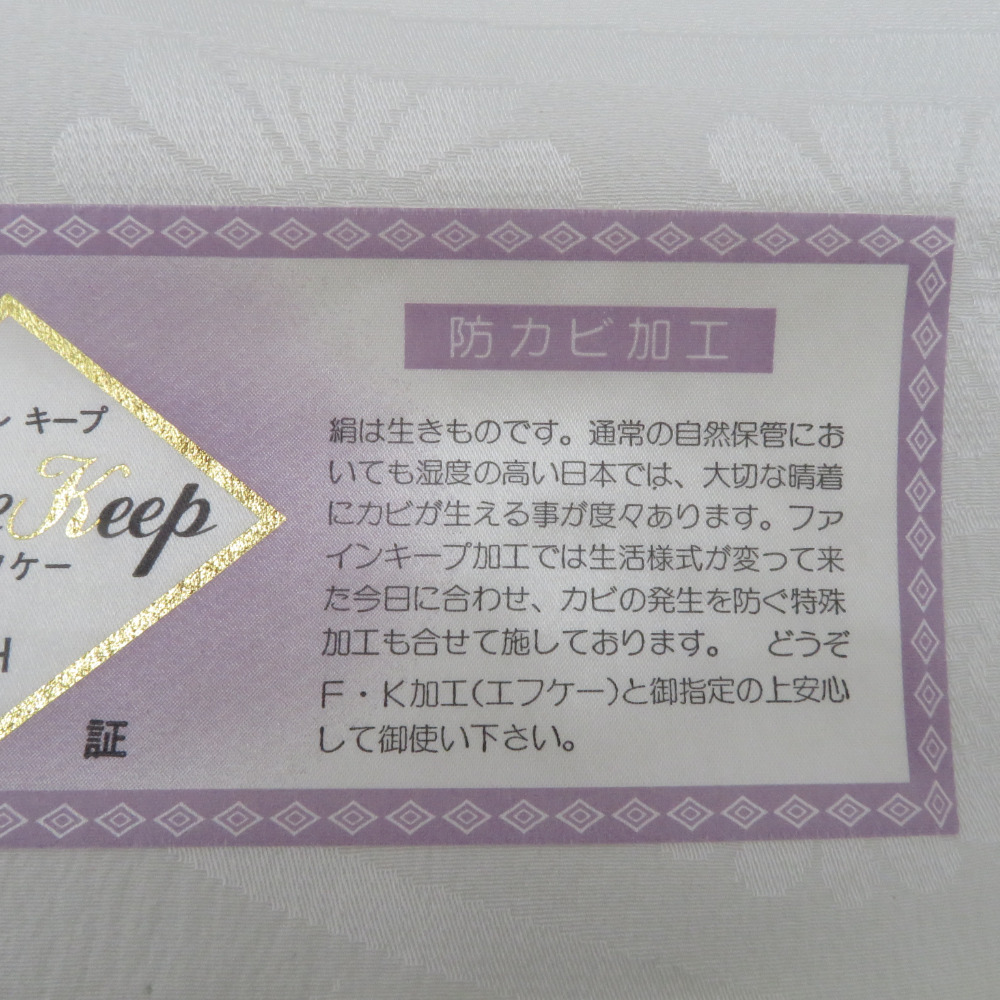 キープ
Keep
ケー
証
防カビ加工
絹は生きものです。通常の自然保管にお
いても湿度の高い日本では、大切な晴着
にカビが生える事が度々あります。ファ
インキープ加工では生活様式が変って来
た今日に合わせ、カビの発生を防ぐ特殊
加工も合せて施しております。 どうぞ
F・K加工(エフケー)と御指定の上安心
して御使い下さい。